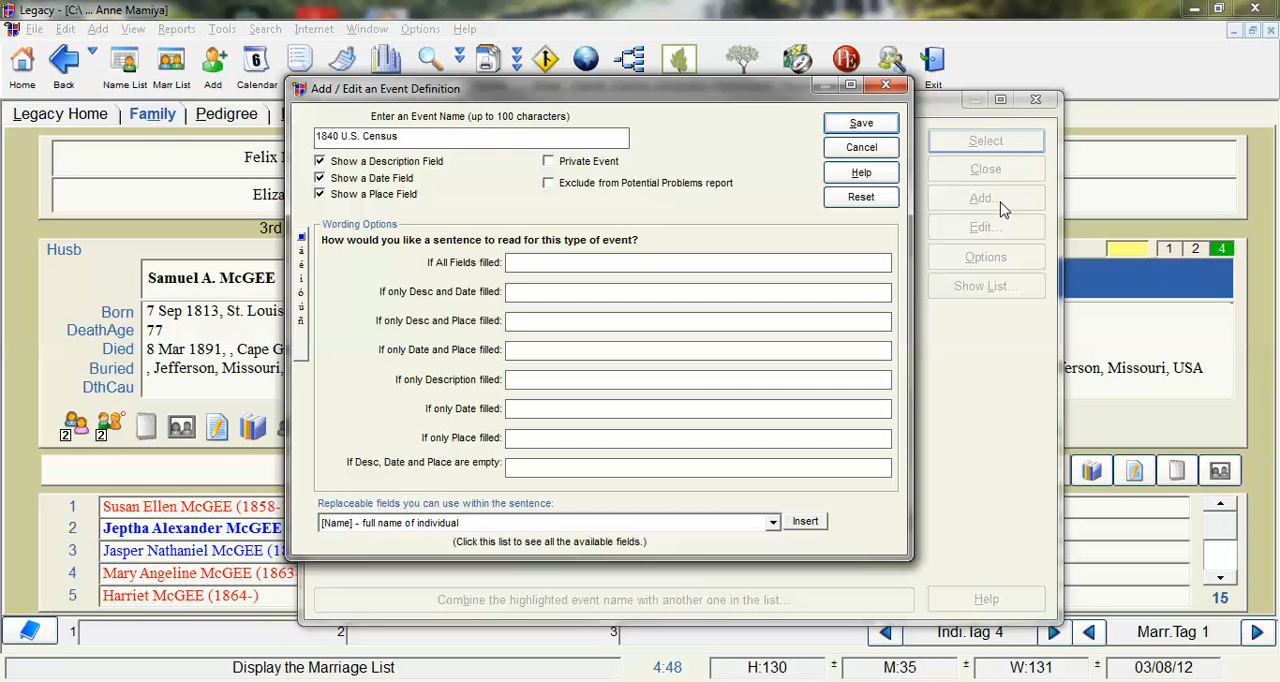 Legacy - [C:\ ... Anne Mamiya]
File Edit Add View Reports Tools Search Internet Window Options Help
6
Home Back Name List Marr List Add Calendar Exit
Legacy Home Family Pedigree
Add / Edit an Event Definition
Enter an Event Name (up to 100 characters)
1840 U.S. Census
Show a Description Field
Show a Date Field
Show a Place Field
Private Event
Exclude from Potential Problems report
Save
Cancel
Help
Reset
Wording Options
How would you like a sentence to read for this type of event?
If All Fields filled:
If only Desc and Date filled:
If only Desc and Place filled:
If only Date and Place filled:
If only Description filled:
If only Date filled:
If only Place filled:
If Desc, Date and Place are empty:
á
é
í
ó
ú
ñ
Replaceable fields you can use within the sentence:
[Name] - full name of individual
Insert
(Click this list to see all the available fields.)
Select
Close
Add...
Edit...
Options
Show List...
Combine the highlighted event name with another one in the list...
Help
Felix
Eliza
3rd
Husb
Samuel A. McGEE
Born 7 Sep 1813, St. Louis
DeathAge 77
Died 8 Mar 1891, , Cape G
Buried , Jefferson, Missouri,
DthCau
2 2
1 2 4
erson, Missouri, USA
1 Susan Ellen McGEE (1858-
2 Jeptha Alexander McGEE
3 Jasper Nathaniel McGEE (18
4 Mary Angeline McGEE (1863-
5 Harriet McGEE (1864-)
15
1 2 3 Indi.Tag 4 Marr.Tag 1
Display the Marriage List 4:48 H:130 ± M:35 ± W:131 ± 03/08/12